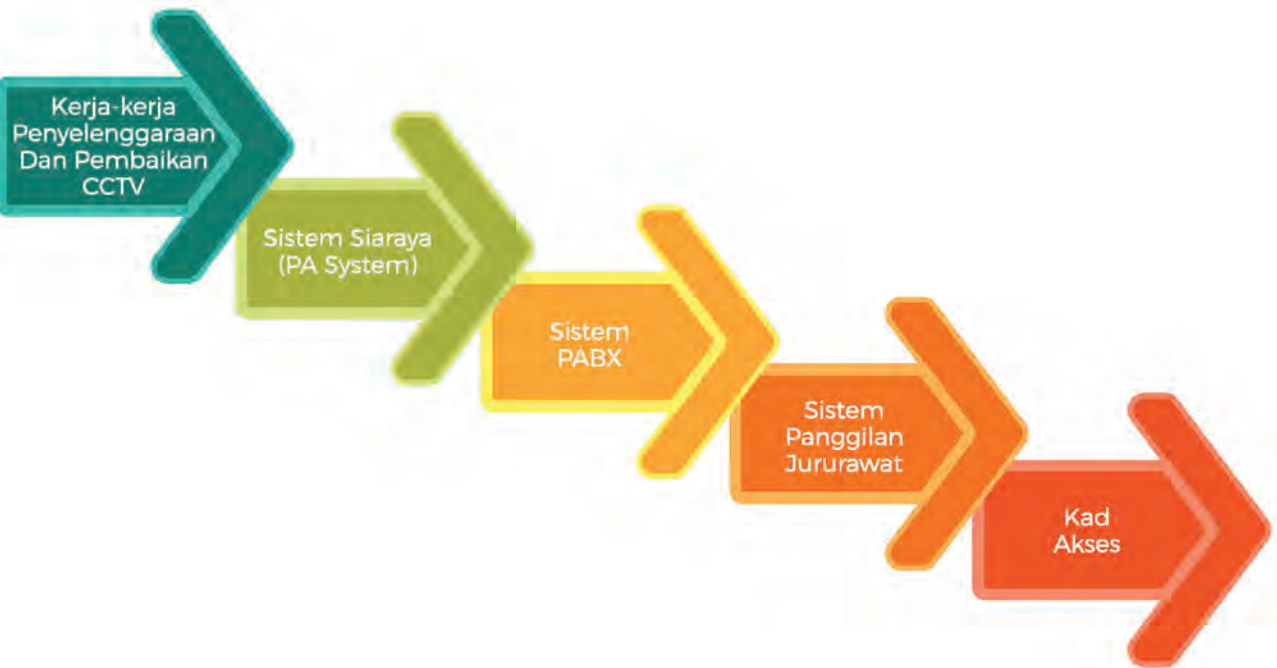 Kerja-kerja
Penyelenggaraan
Dan Pembaikan
CCTV
Sistem Siaraya
(PA System)
Sistem
PABX
Sistem
Panggilan
Jururawat
Kad
Akses